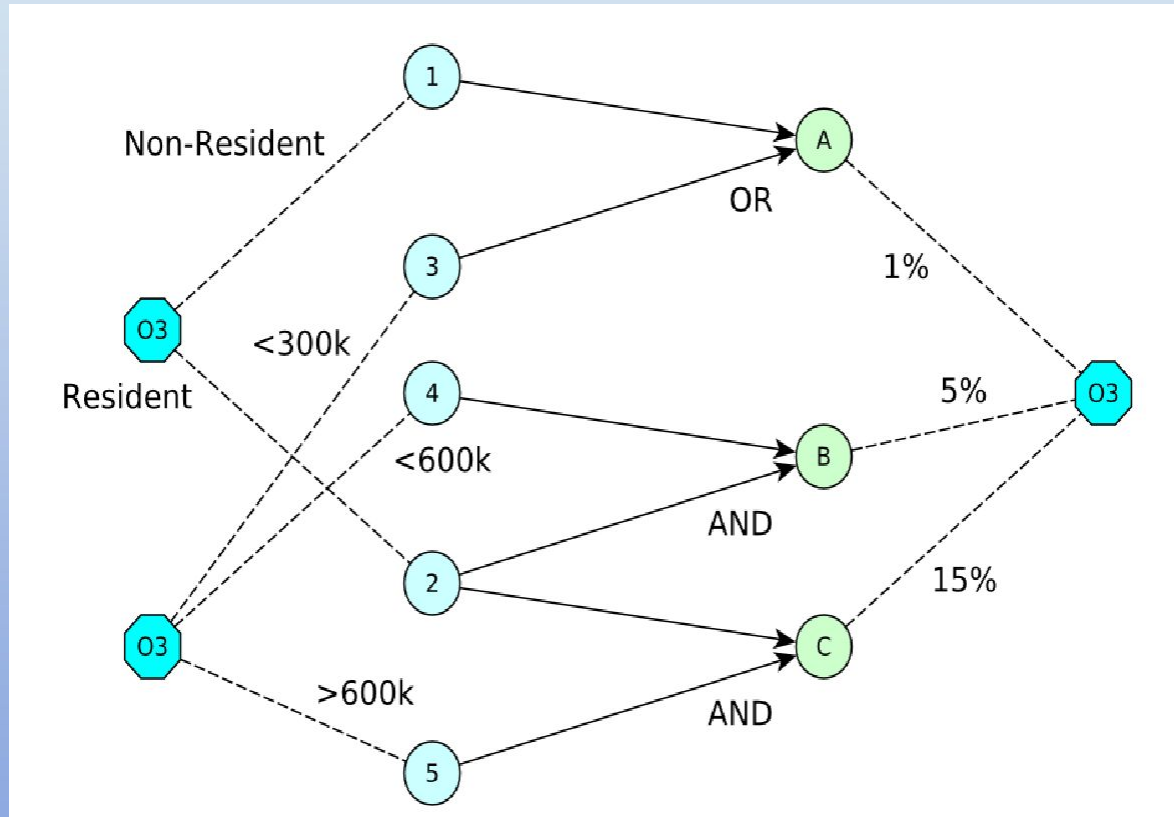 1
Non-Resident
A
OR
3
1%
O3
<300k
Resident
4
5%
O3
<600k
B
AND
2
15%
O3
C
>600k
AND
5